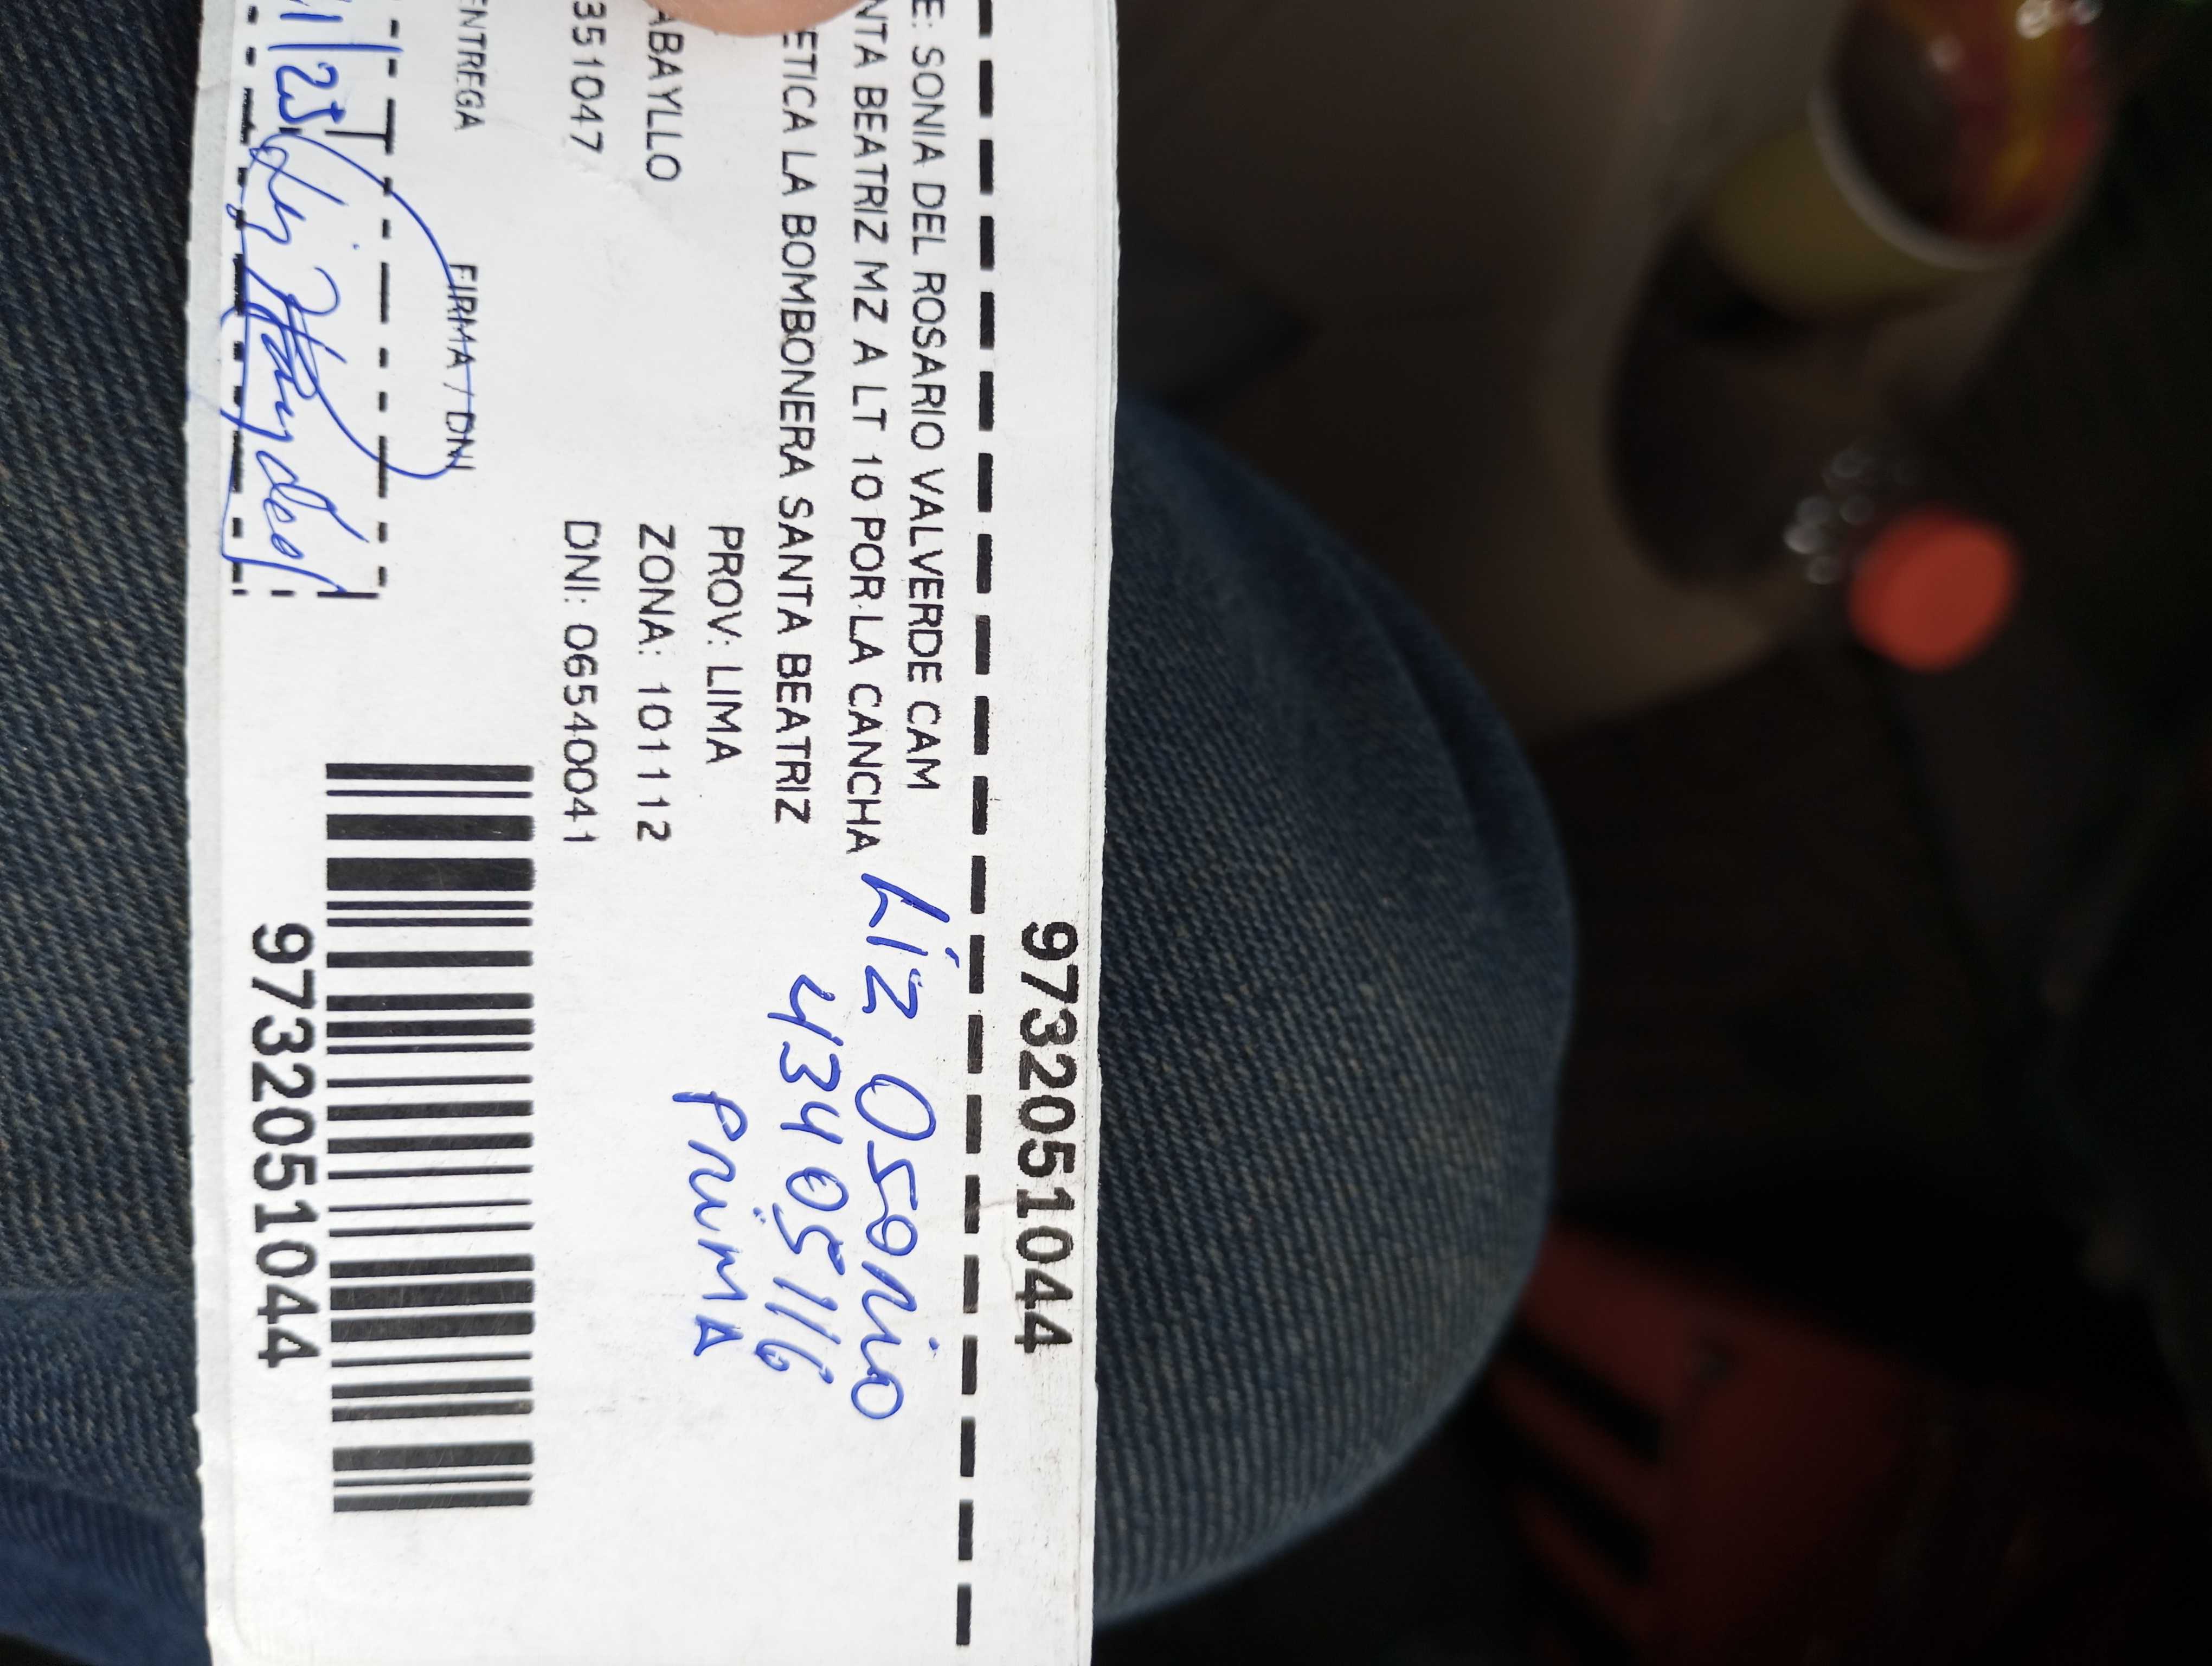 9732051044
E: SONIA DEL ROSARIO VALVERDE CAM
NTA BEATRIZ MZ A LT 10 POR LA CANCHA
Liz Osorio
ETICA LA BOMBONERA SANTA BEATRIZ
43405116
PROV: LIMA
PRIMA
ABAYLLO ZONA: 101112
351047 DNI: 06540041
ENTREGA FIRMA / DNI
9732051044